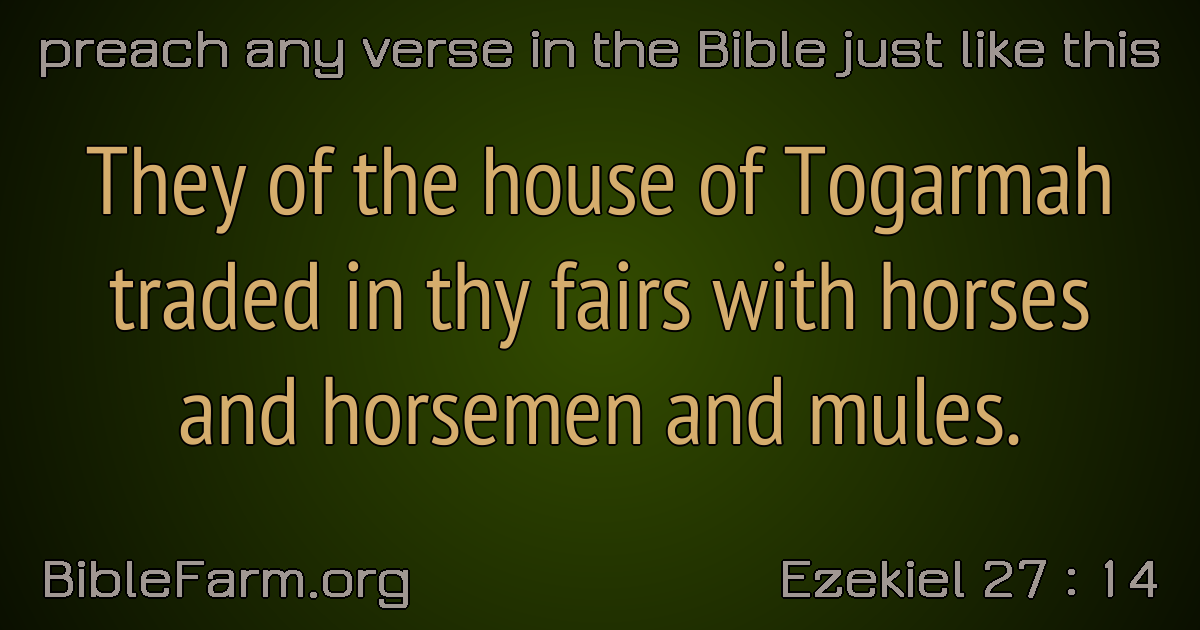 preach any verse in the Bible just like this
They of the house of Togarmah
traded in thy fairs with horses
and horsemen and mules.
BibleFarm.org
Ezekiel 27 : 14